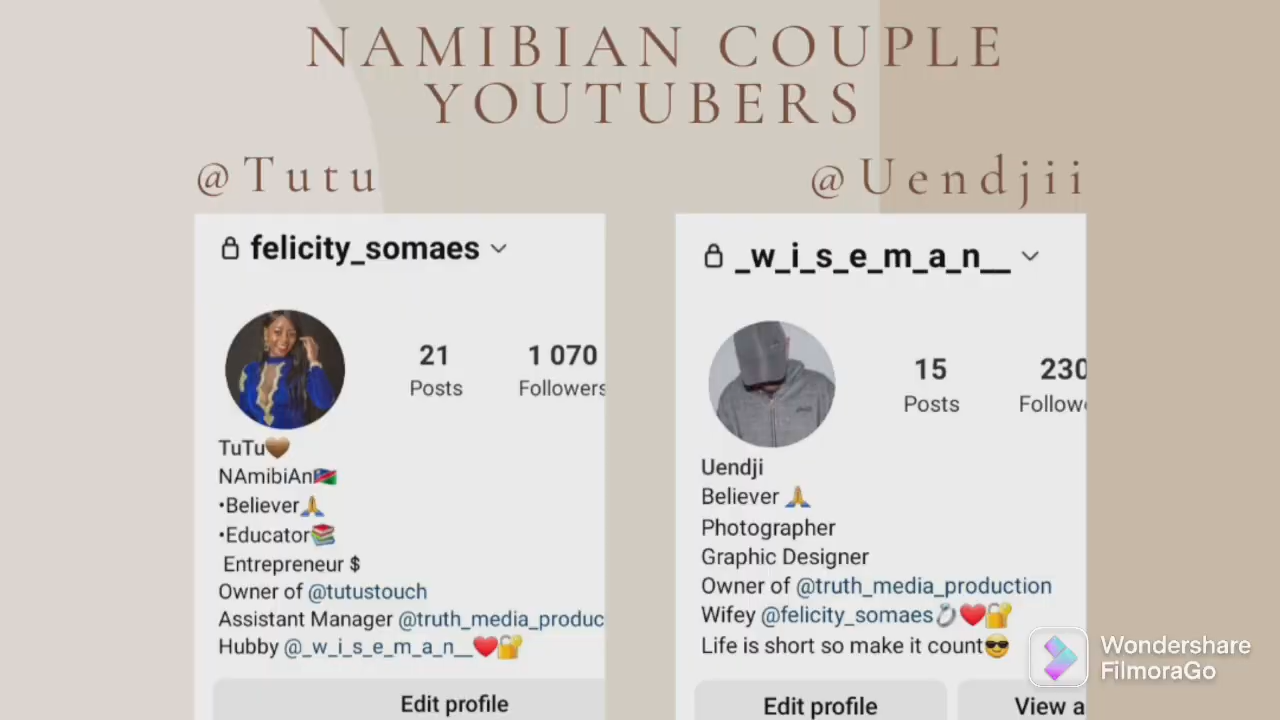 NAMIBIAN COUPLE
YOUTUBERS
@Tutu
@Uendjii
felicity_somaes
21
1 070
Posts
Followers
TuTu🤎
NAmibiAn🇳🇦
•Believer🙏
•Educator📚
Entrepreneur $
Owner of @tutustouch
Assistant Manager @truth_media_produc
Hubby @_w_i_s_e_m_a_n__❤️🔐
Edit profile
_w_i_s_e_m_a_n__
15
230
Posts
Follow
Uendji
Believer 🙏
Photographer
Graphic Designer
Owner of @truth_media_production
Wifey @felicity_somaes💍❤️🔐
Life is short so make it count😎
Edit profile
View a
Wondershare
FilmoraGo